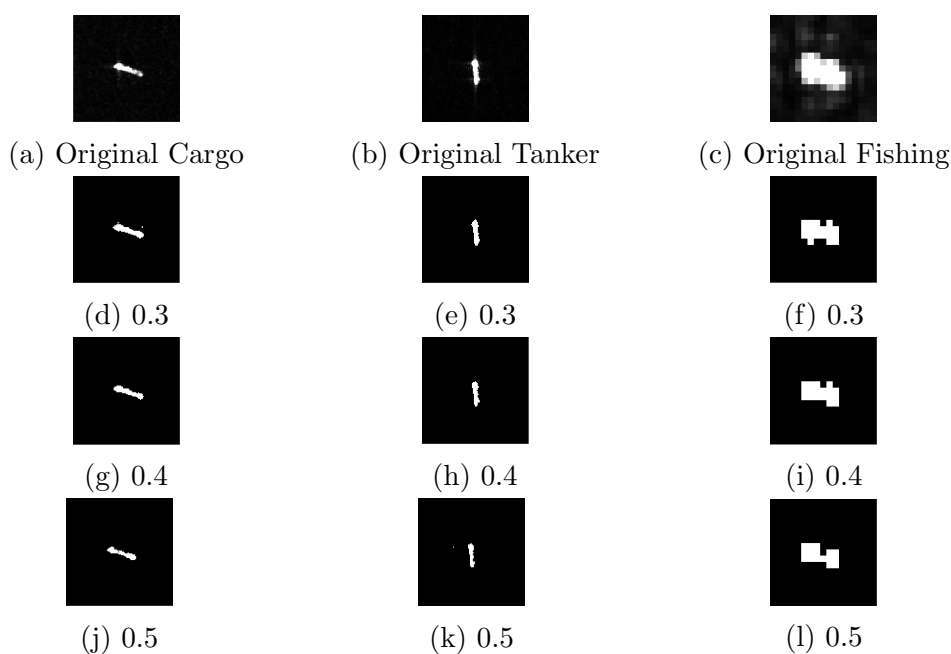 (a) Original Cargo
(b) Original Tanker
(c) Original Fishing
(d) 0.3
(e) 0.3
(f) 0.3
(g) 0.4
(h) 0.4
(i) 0.4
(j) 0.5
(k) 0.5
(l) 0.5